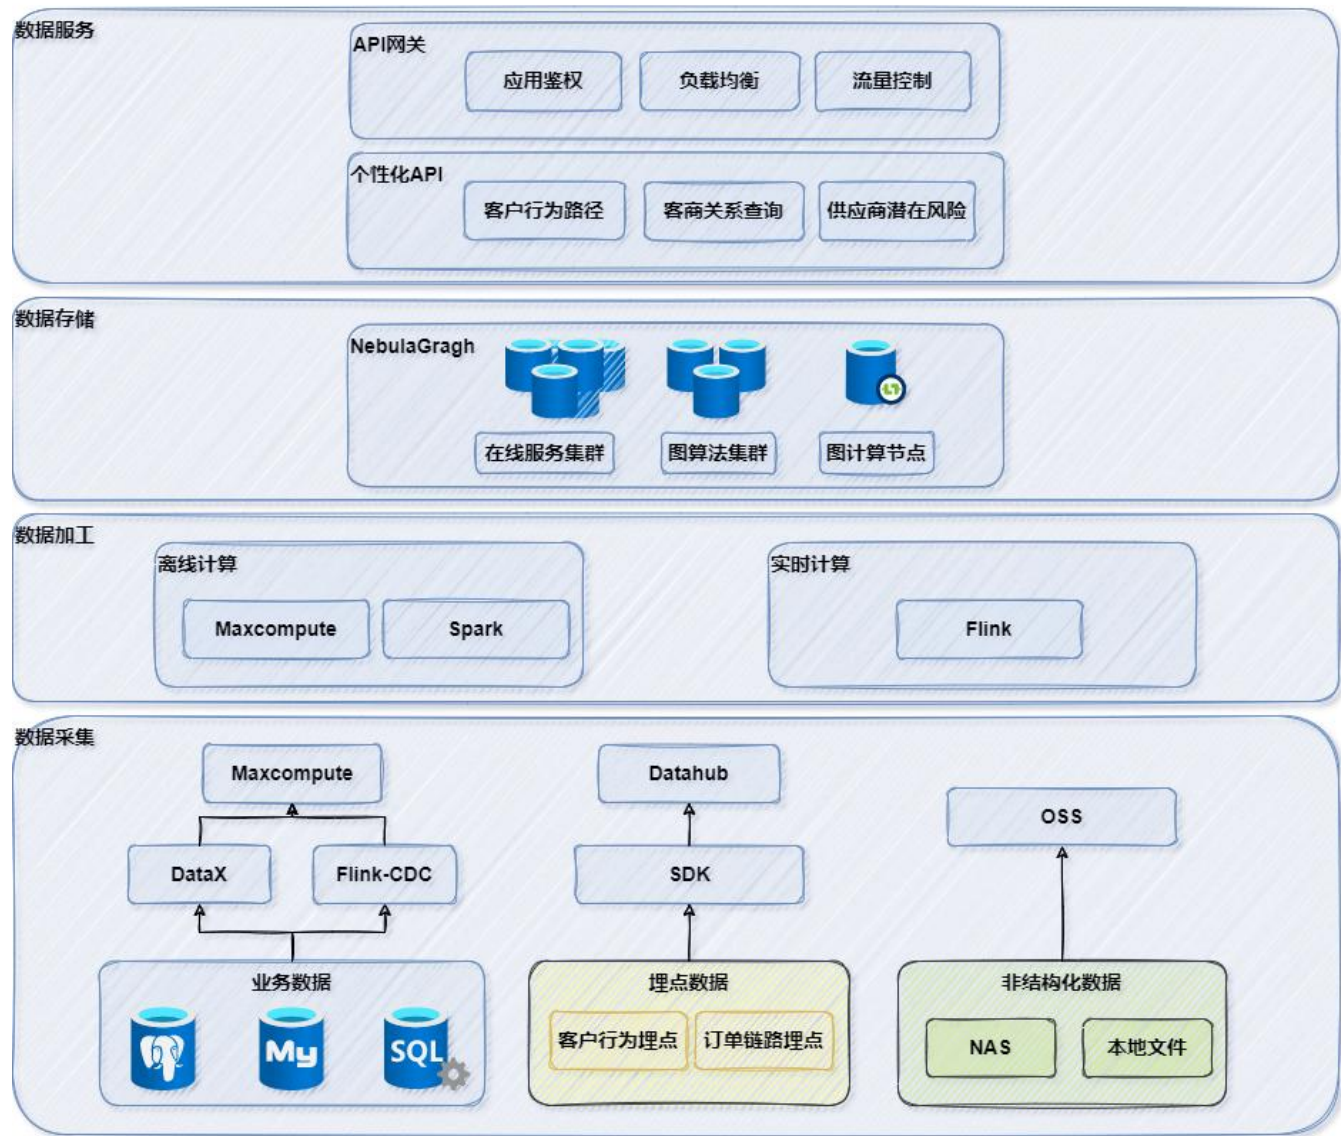 数据服务
API网关
应用鉴权
负载均衡
流量控制
个性化API
客户行为路径
客商关系查询
供应商潜在风险
数据存储
NebulaGragh
在线服务集群
图算法集群
图计算节点
数据加工
离线计算
Maxcompute
Spark
实时计算
Flink
数据采集
Maxcompute
Datahub
OSS
DataX
Flink-CDC
SDK
业务数据
My
SQL
埋点数据
客户行为埋点
订单链路埋点
非结构化数据
NAS
本地文件